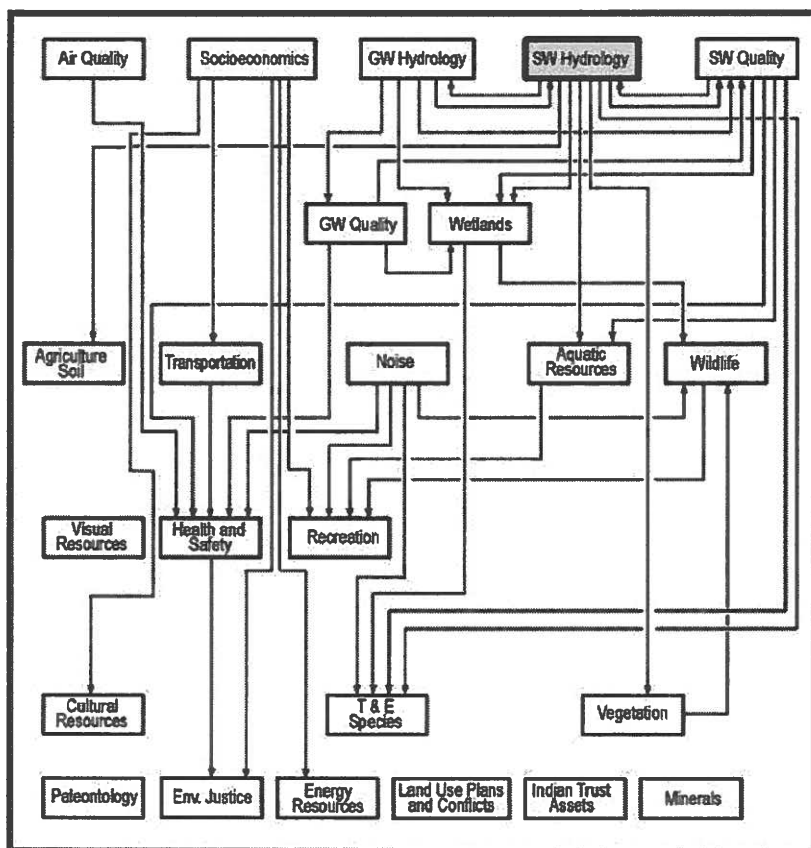 Air Quality
Socioeconomics
GW Hydrology
SW Hydrology
SW Quality
GW Quality
Wetlands
Agriculture
Soil
Transportation
Noise
Aquatic
Resources
Wildlife
Visual
Resources
Health and
Safety
Recreation
Cultural
Resources
T & E
Species
Vegetation
Paleontology
Env. Justice
Energy
Resources
Land Use Plans
and Conflicts
Indian Trust
Assets
Minerals